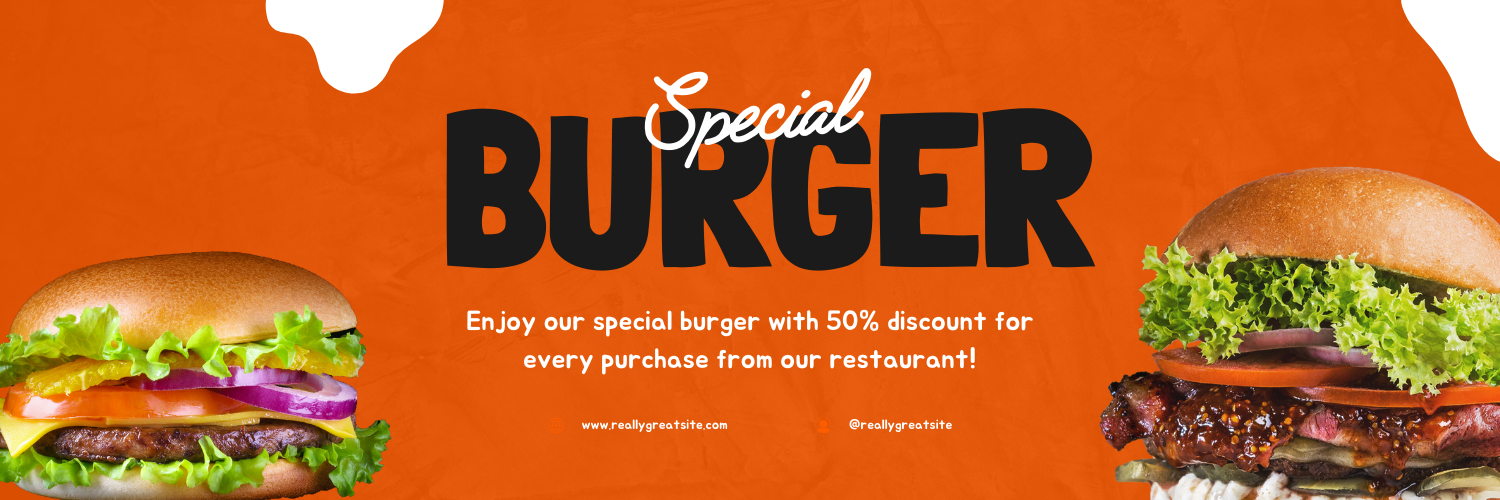 Special
BURGER
Enjoy our special burger with 50% discount for
every purchase from our restaurant!
www.reallygreatsite.com
@reallygreatsite